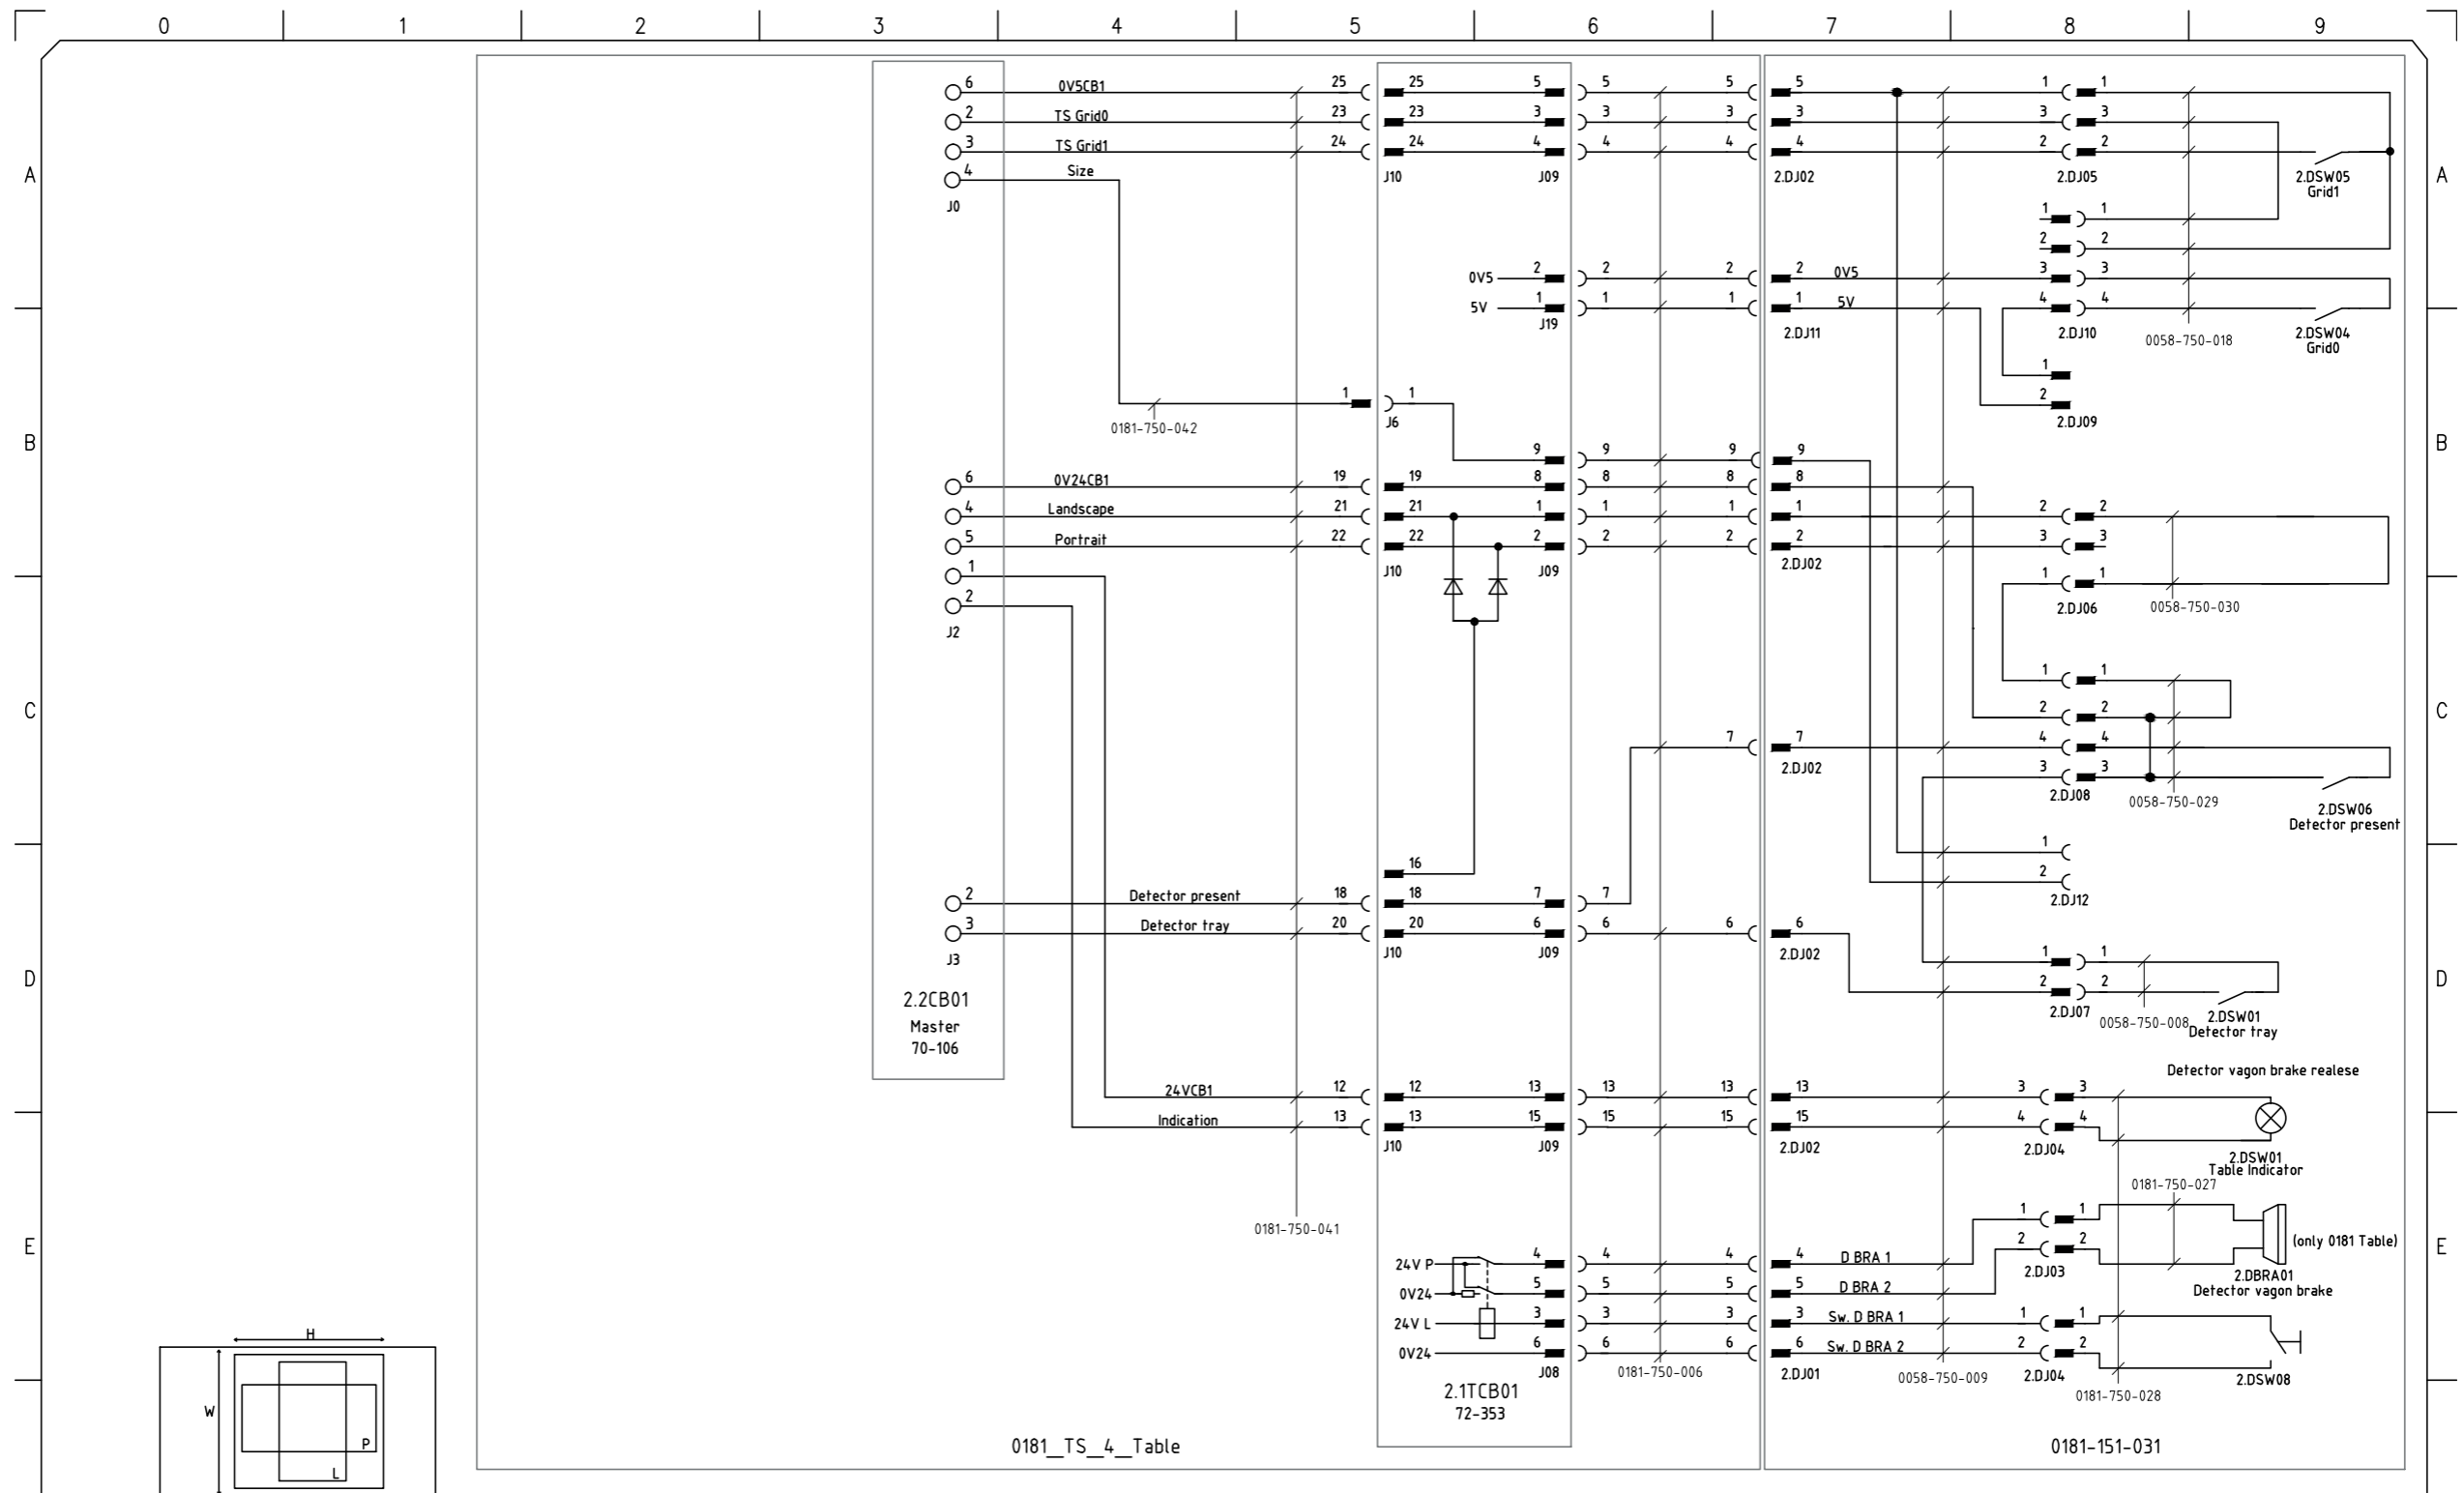 0 1 2 3 4 5 6 7 8 9
6 0V5CB1 25 25 5 5 5 5 1 1
2 TS Grid0 23 23 3 3 3 3 3 3
3 TS Grid1 24 24 4 4 4 4 2 2
A 4 Size J10 J09 2.DJ02 2.DJ05 2.DSW05 A
Grid1
J0
1 1
2 2
0V5 2 2 2 2 0V5 3 3
5V 1 1 1 1 5V 4 4
J19 2.DJ11 2.DJ10 0058-750-018 2.DSW04
Grid0
1
1 1 2
0181-750-042 J6 2.DJ09
B B
9 9 9 9
6 0V24CB1 19 19 8 8 8 8
4 Landscape 21 21 1 1 1 1 2 2
5 Portrait 22 22 2 2 2 2 3 3
1 J10 J09 2.DJ02 1 1
2 2.DJ06 0058-750-030
J2
1 1
C 2 2 C
7 7 4 4
2.DJ02 3 3
2.DJ08 0058-750-029 2.DSW06
Detector present
1
16 2
2 Detector present 18 18 7 7 2.DJ12
3 Detector tray 20 20 6 6 6 6
J3 J10 J09 2.DJ02 1 1
D 2 2 D
2.2CB01 2.DJ07 0058-750-008 2.DSW01
Master Detector tray
70-106
Detector vagon brake realese
24VCB1 12 12 13 13 13 13 3 3
Indication 13 13 15 15 15 15 4 4
J10 J09 2.DJ02 2.DJ04 2.DSW01
Table Indicator
0181-750-027
0181-750-041 1 1
E 2 2 (only 0181 Table) E
24V P 4 4 4 4 D BRA 1 2.DJ03 2.DBRA01
0V24 5 5 5 5 D BRA 2 Detector vagon brake
24V L 3 3 3 3 Sw. D BRA 1 1 1
0V24 6 6 6 6 Sw. D BRA 2 2 2
J08 0181-750-006 2.DJ01 0058-750-009 2.DJ04 0181-750-028 2.DSW08
2.1TCB01
72-353
H
W
P
L
0181_TS_4_Table 0181-151-031